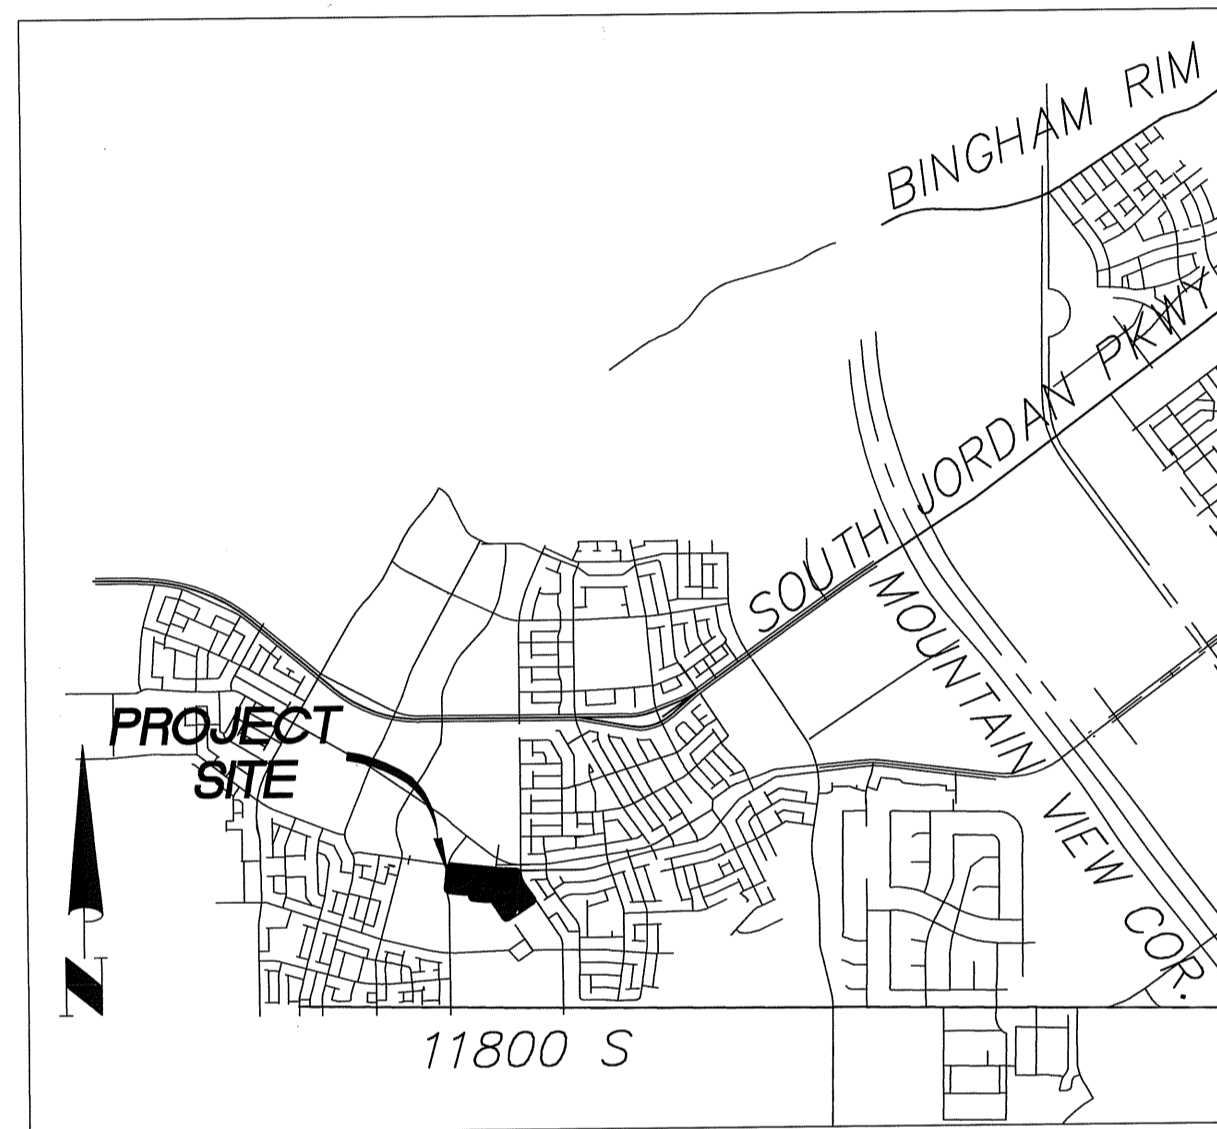 BINGHAM RIM
SOUTH JORDAN PKWY
MOUNTAIN VIEW COR.
PROJECT
SITE
N
11800 S